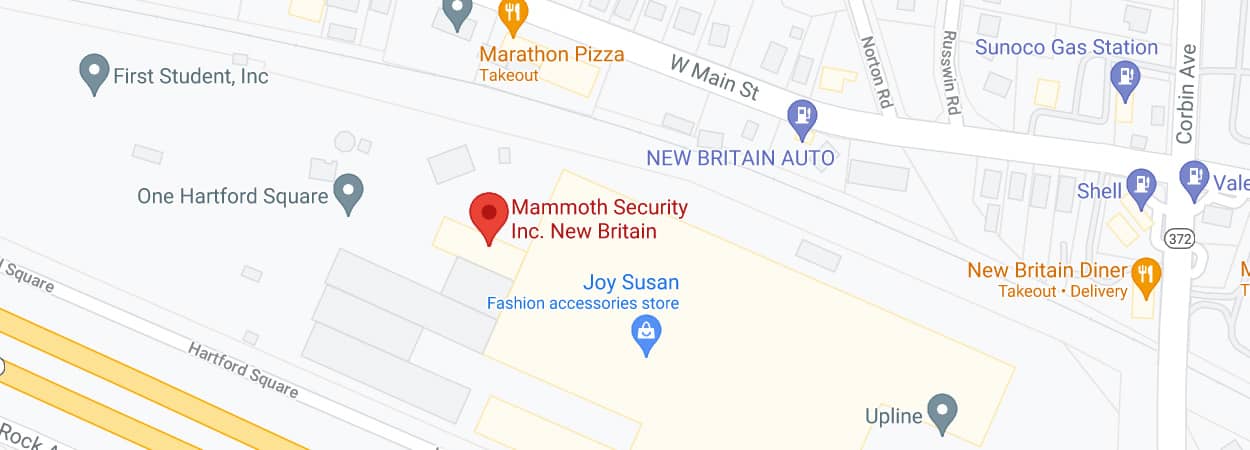 Marathon Pizza
Takeout
W Main St
Norton Rd
Russwin Rd
Sunoco Gas Station
Corbin Ave
First Student, Inc
NEW BRITAIN AUTO
One Hartford Square
Shell
Vale
Mammoth Security
Inc. New Britain
372
New Britain Diner
Takeout • Delivery
M
T
Joy Susan
Fashion accessories store
Square
Hartford Square
Upline
Rock